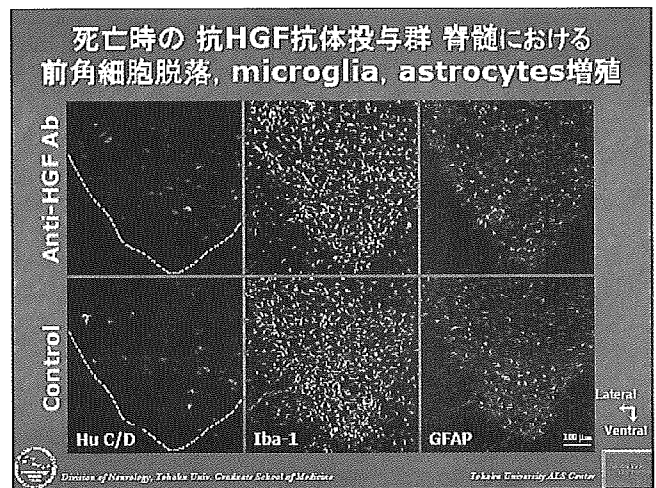 死亡時の 抗HGF抗体投与群 脊髄における
前角細胞脱落, microglia, astrocytes増殖
Anti-HGF Ab
Control
Hu C/D
Iba-1
GFAP
100 μm
Lateral
Ventral
Division of Neurology, Tohoku Univ. Graduate School of Medicine
Tohoku University ALS Center